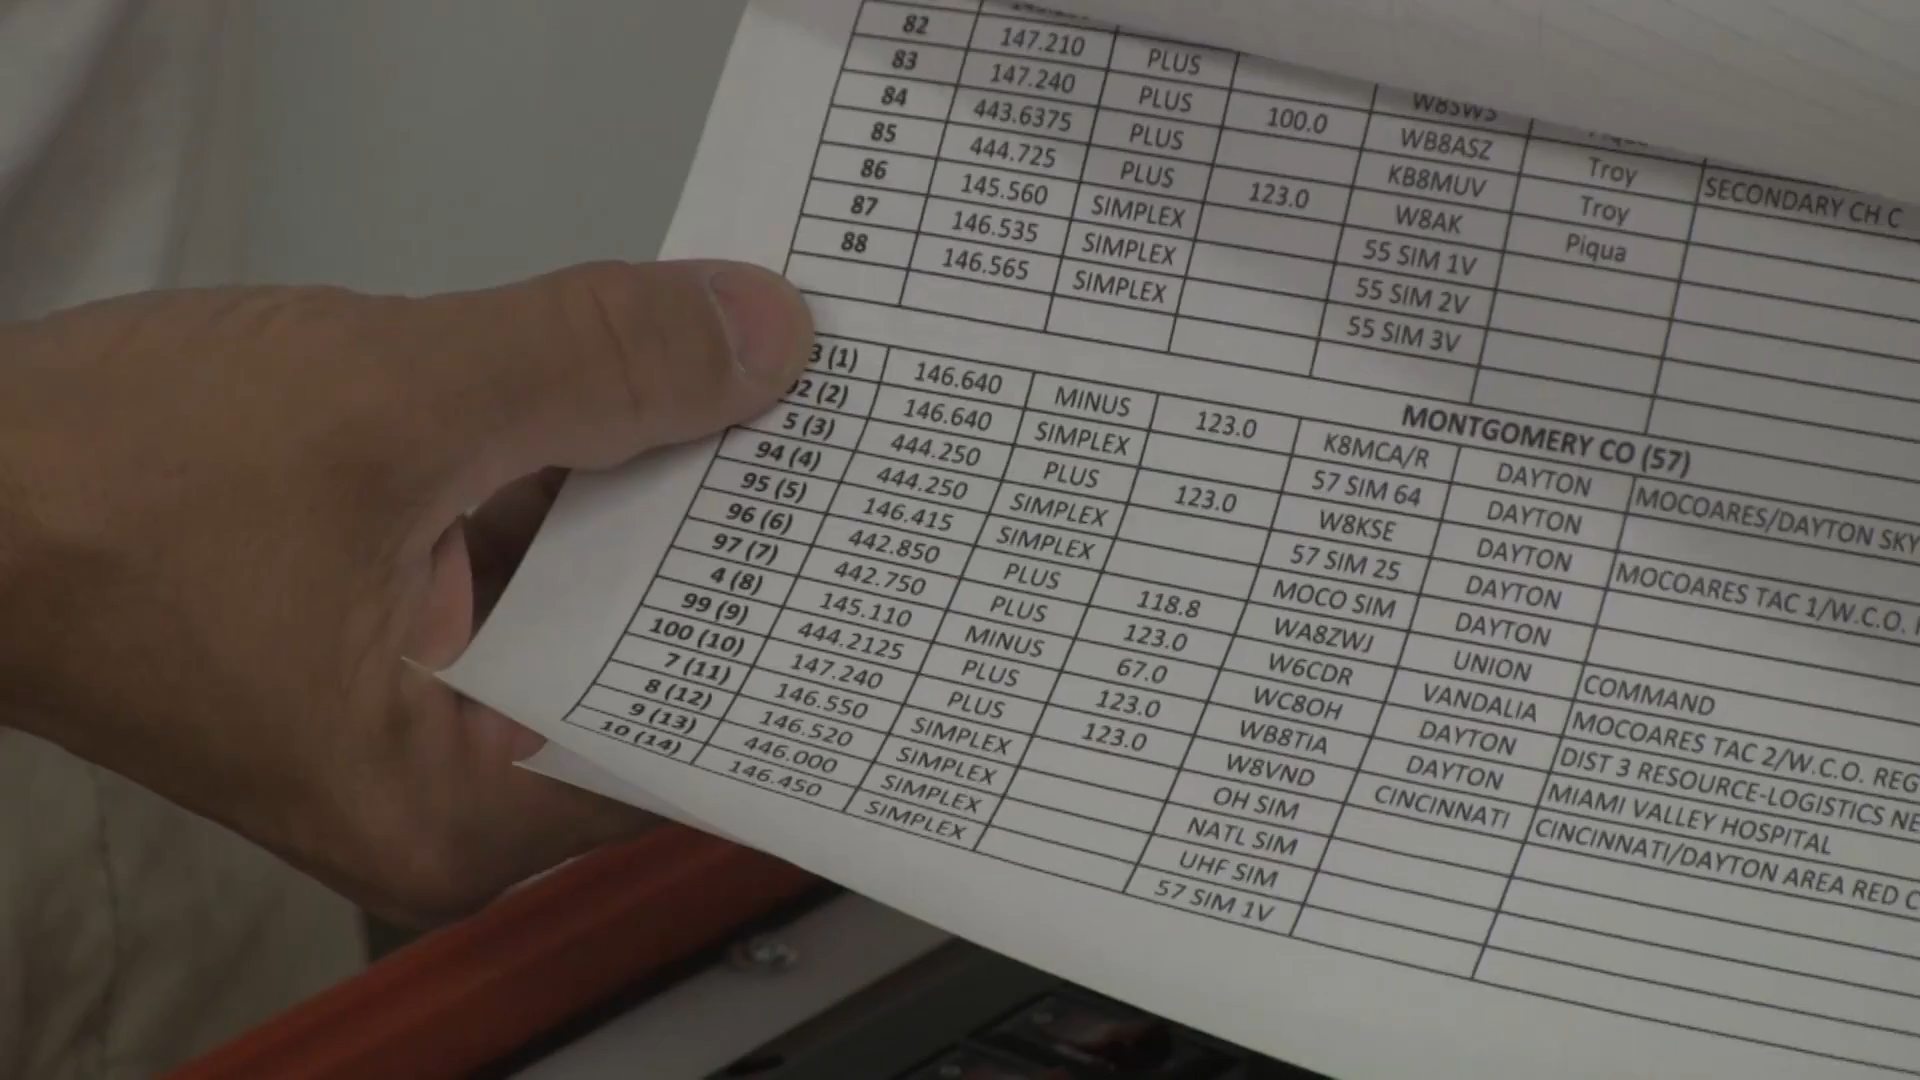 82 147.210 PLUS W8SWS
83 147.240 PLUS 100.0 WB8ASZ Troy SECONDARY CH C
84 443.6375 PLUS KB8MUV Troy
85 444.725 PLUS 123.0 W8AK Piqua
86 145.560 SIMPLEX 55 SIM 1V
87 146.535 SIMPLEX 55 SIM 2V
88 146.565 SIMPLEX 55 SIM 3V
MONTGOMERY CO (57)
3 (1) 146.640 MINUS 123.0 K8MCA/R DAYTON MOCOARES/DAYTON SKY
92 (2) 146.640 SIMPLEX 57 SIM 64 DAYTON
5 (3) 444.250 PLUS 123.0 W8KSE DAYTON MOCOARES TAC 1/W.C.O.
94 (4) 444.250 SIMPLEX 57 SIM 25 DAYTON
95 (5) 146.415 SIMPLEX MOCO SIM DAYTON
96 (6) 442.850 PLUS 118.8 WA8ZWJ UNION COMMAND
97 (7) 442.750 PLUS 123.0 W6CDR VANDALIA MOCOARES TAC 2/W.C.O. REG
4 (8) 145.110 MINUS 67.0 WC8OH DAYTON DIST 3 RESOURCE-LOGISTICS NE
99 (9) 444.2125 PLUS 123.0 WB8TIA DAYTON MIAMI VALLEY HOSPITAL
100 (10) 147.240 PLUS 123.0 W8VND CINCINNATI CINCINNATI/DAYTON AREA RED C
7 (11) 146.550 SIMPLEX OH SIM
8 (12) 146.520 SIMPLEX NATL SIM
9 (13) 446.000 SIMPLEX UHF SIM
10 (14) 146.450 SIMPLEX 57 SIM 1V